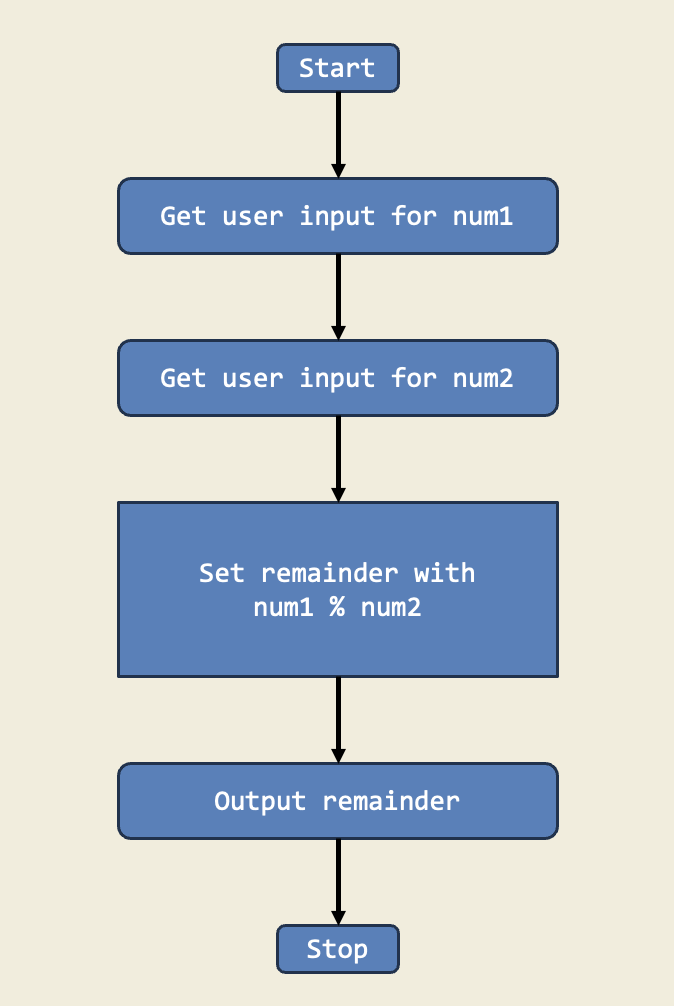 Start
Get user input for num1
Get user input for num2
Set remainder with
num1 % num2
Output remainder
Stop